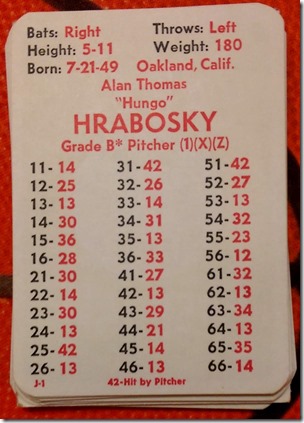 Bats: Right Throws: Left
Height: 5-11 Weight: 180
Born: 7-21-49 Oakland, Calif.
Alan Thomas
"Hungo"
HRABOSKY
Grade B* Pitcher (1)(X)(Z)
11- 14 31- 42 51- 42
12- 25 32- 26 52- 27
13- 13 33- 13 53- 13
14- 30 34- 31 54- 32
15- 36 35- 13 55- 23
16- 28 36- 33 56- 12
21- 30 41- 27 61- 32
22- 14 42- 13 62- 13
23- 30 43- 29 63- 34
24- 13 44- 21 64- 13
25- 42 45- 14 65- 35
26- 13 46- 13 66- 14
J-1 42-Hit by Pitcher